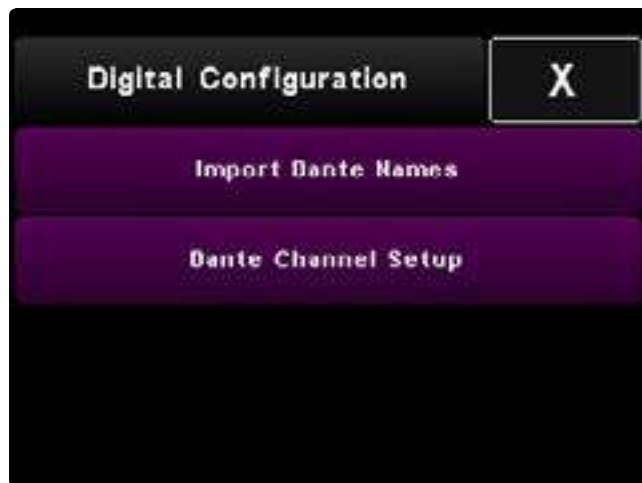 Digital Configuration
X
Import Dante Names
Dante Channel Setup